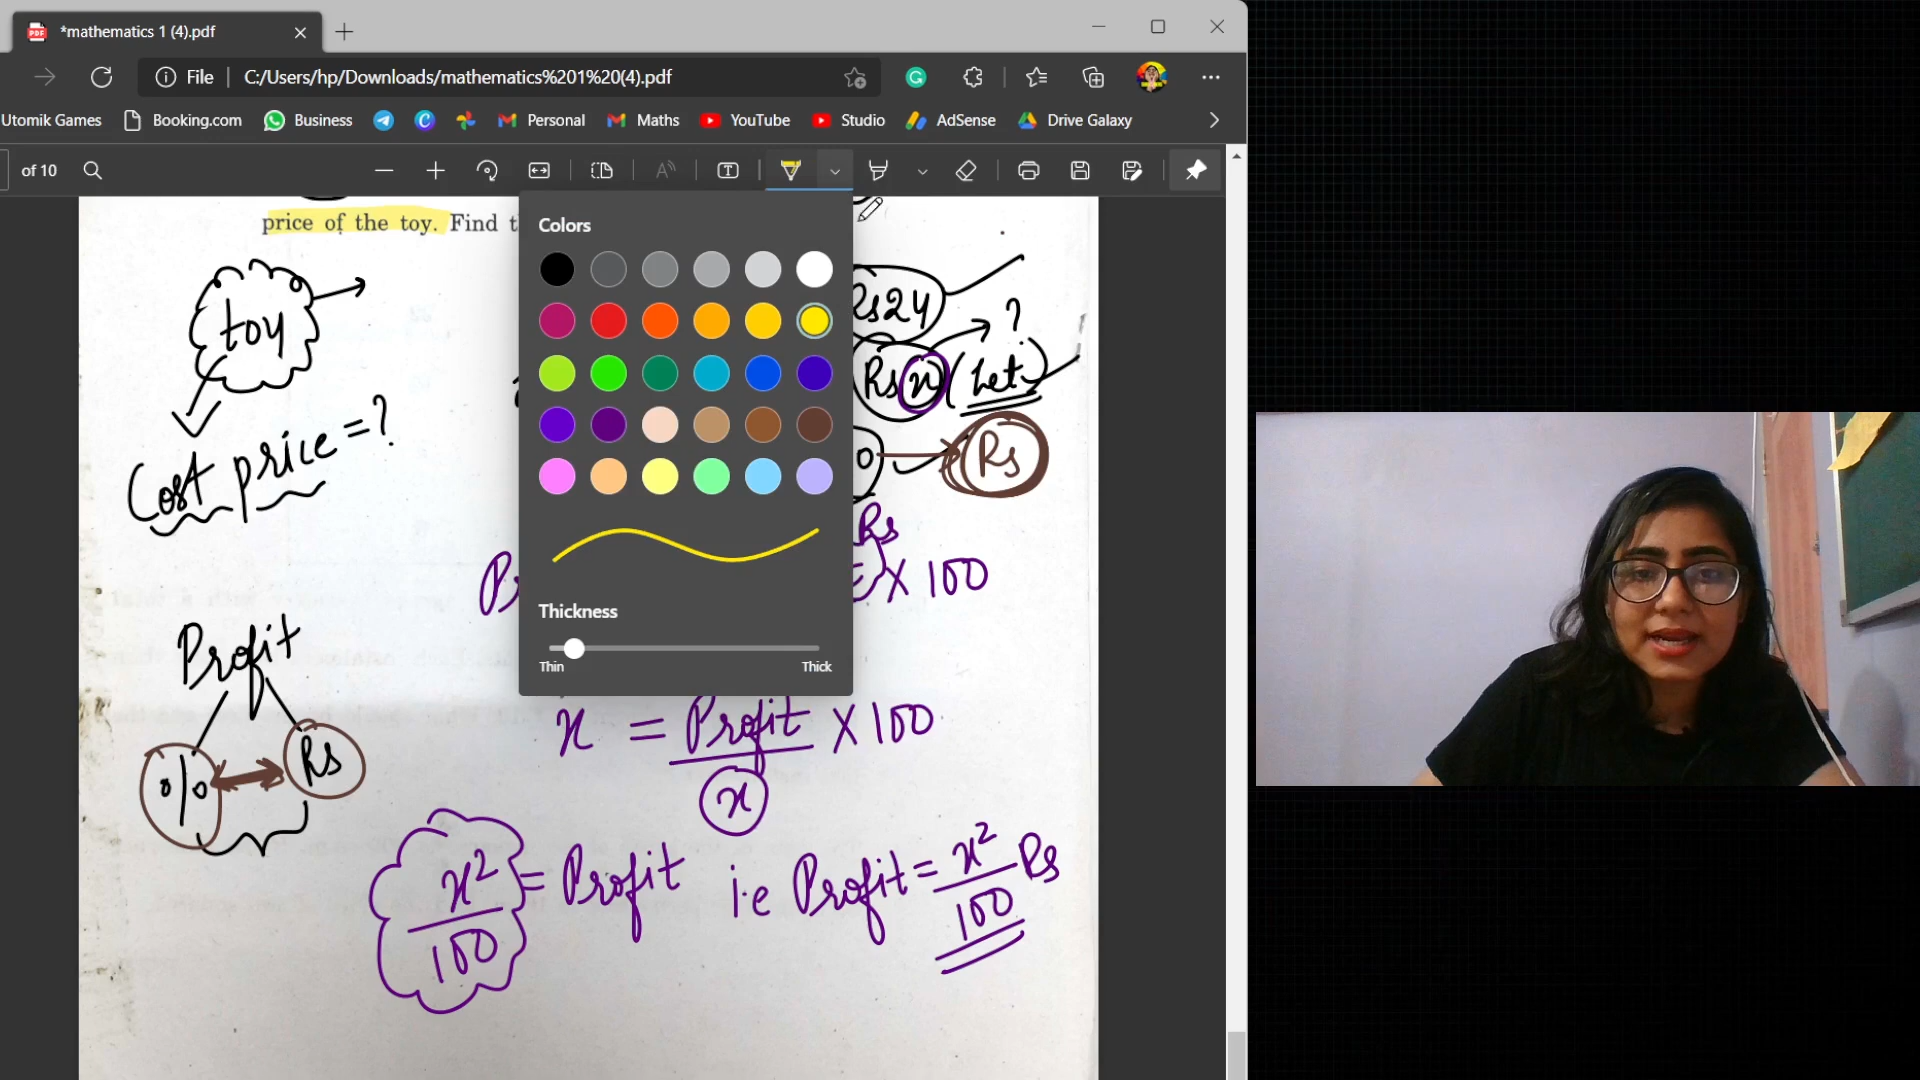 *mathematics 1 (4).pdf
File C:/Users/hp/Downloads/mathematics%201%20(4).pdf
Utomik Games Booking.com Business Personal Maths YouTube Studio AdSense Drive Galaxy
of 10
price of the toy. Find t
Colors
toy
Rs24
?
Rs x (Let)
Cost price = ?
Rs
Rs
× 100
Thickness
Thin Thick
Profit
% Rs
x = Profit × 100
x
x² = Profit i.e Profit = x² Rs
100 100